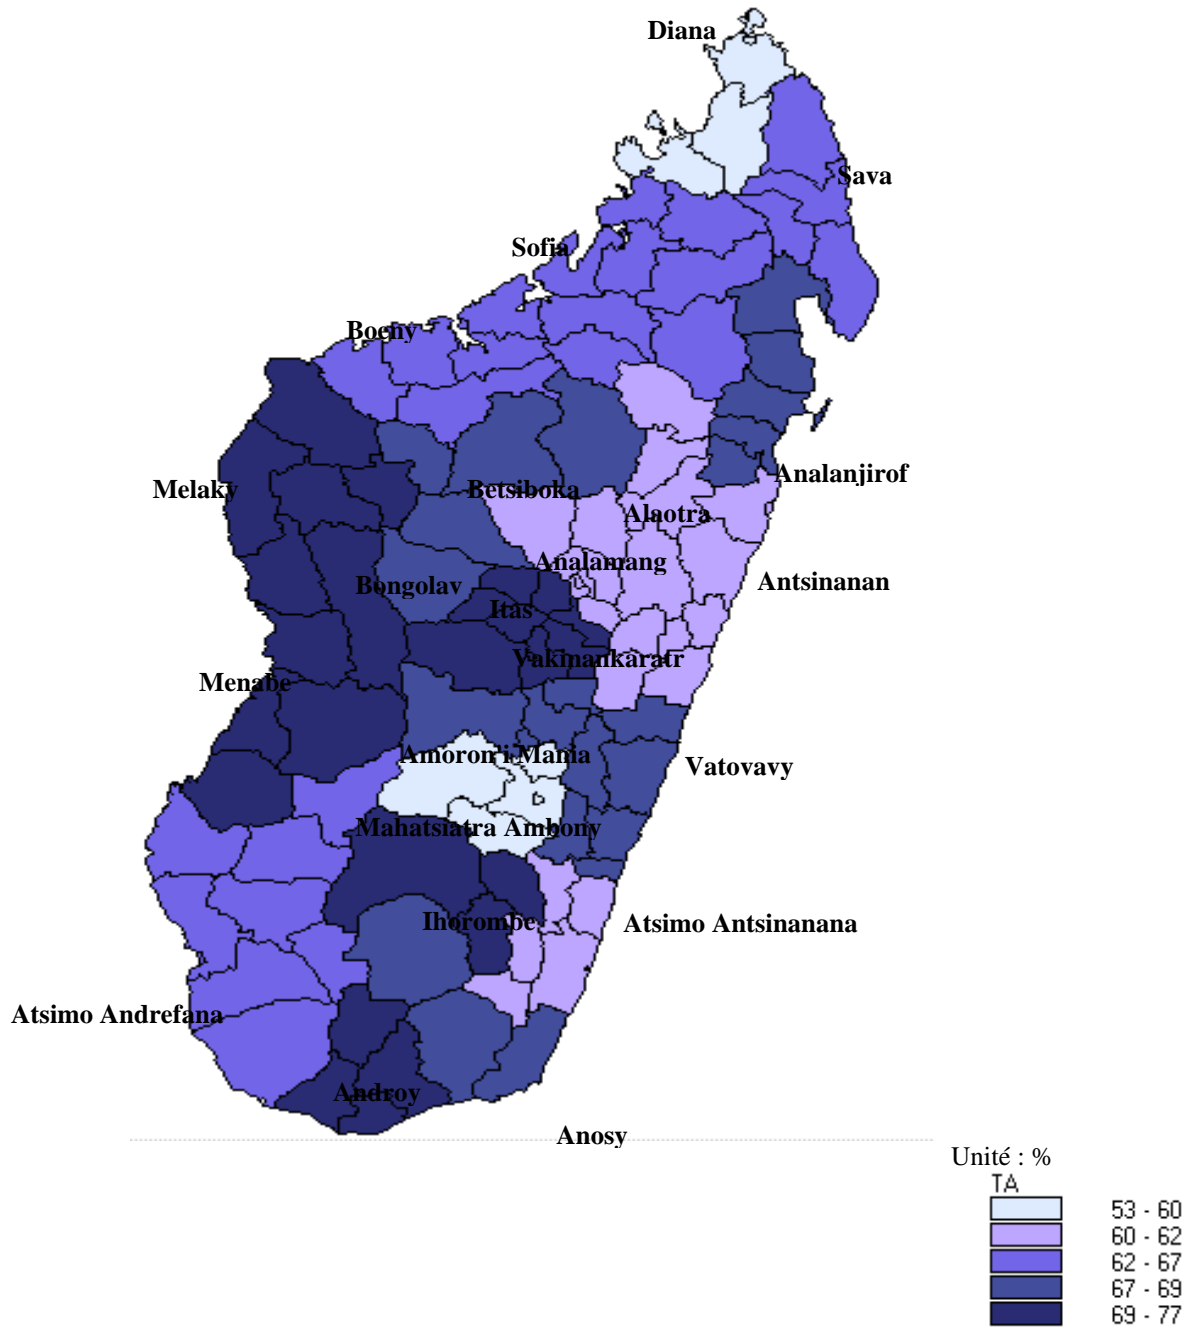 Diana
Sava
Sofia
Boeny
Melaky
Betsiboka
Analanjirof
Alaotra
Analamang
Antsinanan
Bongolav
Itas
Vakinankaratr
Menabe
Amoron'i Mania
Vatovavy
Mahatsiatra Ambony
Ihorombe
Atsimo Antsinanana
Atsimo Andrefana
Androy
Anosy
Unité : %
TA
53 - 60
60 - 62
62 - 67
67 - 69
69 - 77